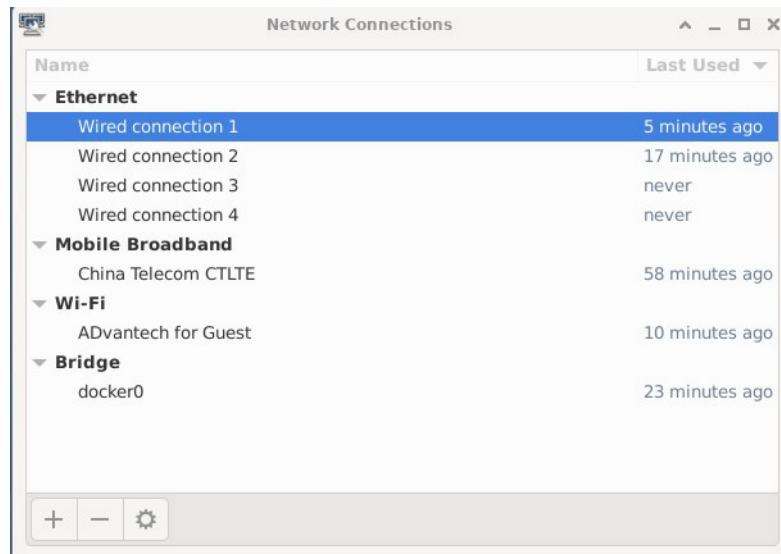 Network Connections
Name Last Used
Ethernet
Wired connection 1 5 minutes ago
Wired connection 2 17 minutes ago
Wired connection 3 never
Wired connection 4 never
Mobile Broadband
China Telecom CTLTE 58 minutes ago
Wi-Fi
ADvantech for Guest 10 minutes ago
Bridge
docker0 23 minutes ago